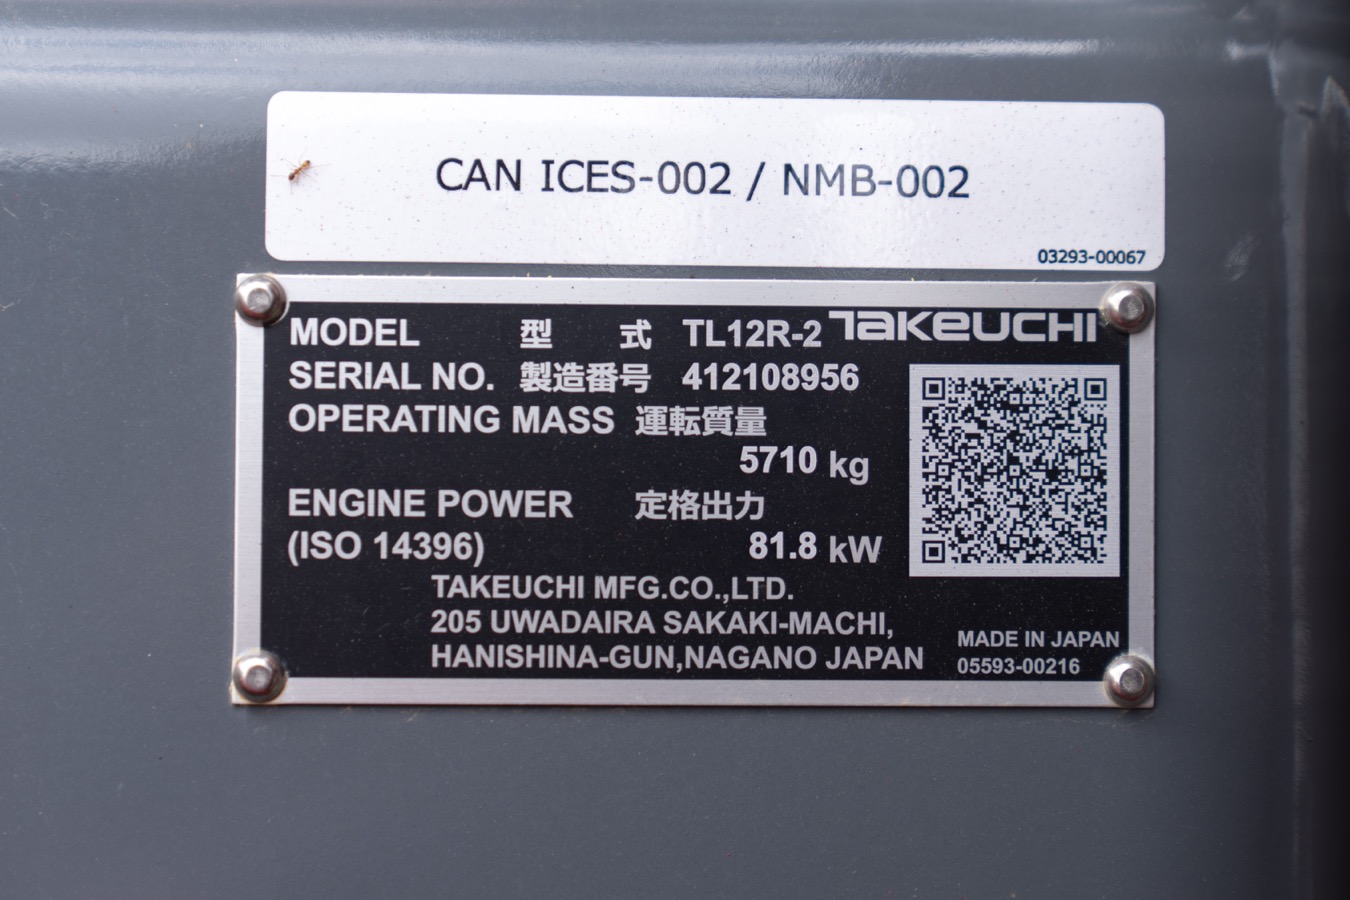 CAN ICES-002 / NMB-002
03293-00067
MODEL 型 式 TL12R-2 TAKEUCHI
SERIAL NO. 製造番号 412108956
OPERATING MASS 運転質量
5710 kg
ENGINE POWER 定格出力
(ISO 14396) 81.8 kW
TAKEUCHI MFG.CO.,LTD.
205 UWADAIRA SAKAKI-MACHI,
HANISHINA-GUN,NAGANO JAPAN
MADE IN JAPAN
05593-00216